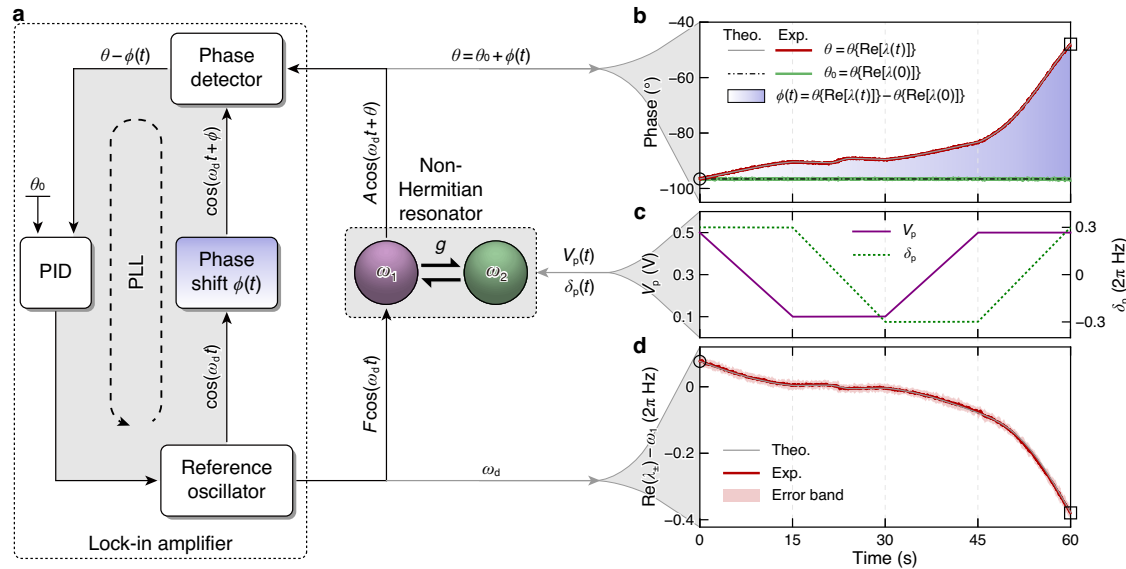 a
θ – ϕ(t)
Phase
detector
θ = θ₀ + ϕ(t)
cos(ω_d t + ϕ)
A cos(ω_d t + θ)
Non-
Hermitian
resonator
θ₀
PID
PLL
Phase
shift ϕ(t)
ω₁
g
ω₂
V_p(t)
δ_p(t)
cos(ω_d t)
F cos(ω_d t)
Reference
oscillator
ω_d
Lock-in amplifier
b
Phase (°)
−40
−60
−80
−100
Theo. Exp.
θ = θ{Re[λ(t)]}
θ₀ = θ{Re[λ(0)]}
ϕ(t) = θ{Re[λ(t)]} − θ{Re[λ(0)]}
c
V_p (V)
0.5
0.3
0.1
V_p
δ_p
0.3
0
−0.3
δ_p (2π Hz)
d
Re(λ_±) − ω₁ (2π Hz)
0
−0.2
−0.4
Theo.
Exp.
Error band
0 15 30 45 60
Time (s)